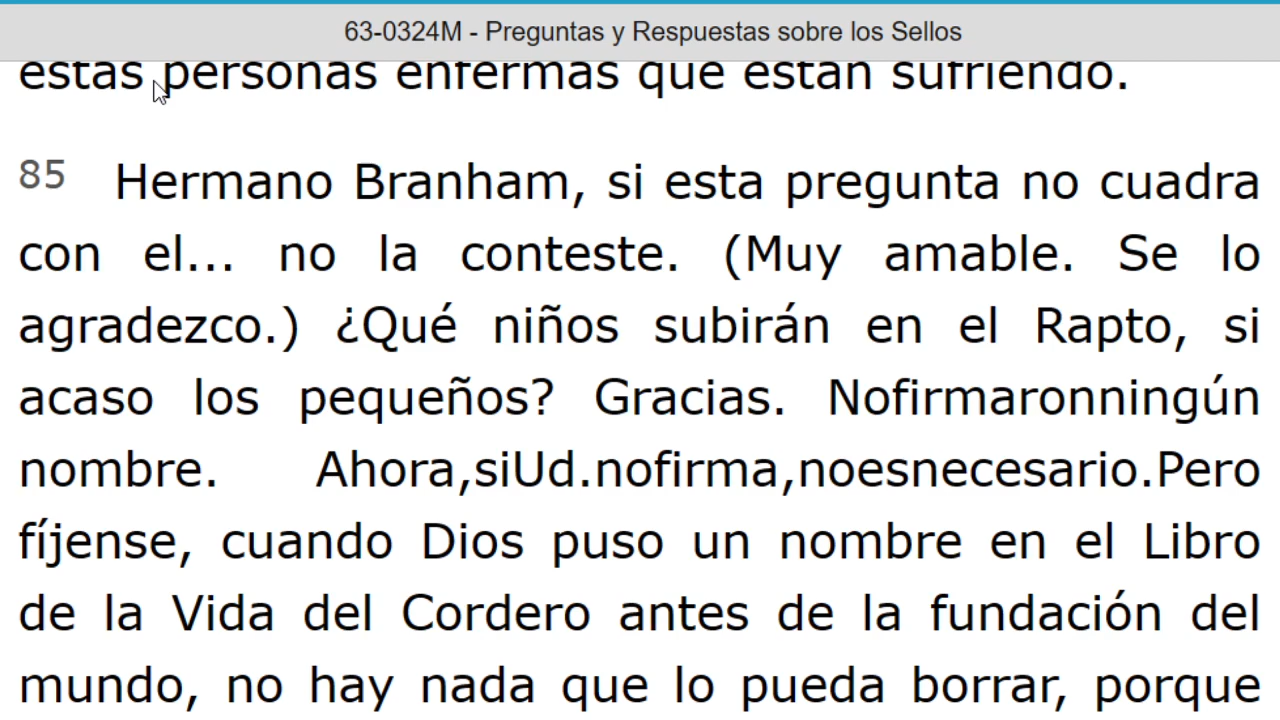 63-0324M - Preguntas y Respuestas sobre los Sellos
estas personas enfermas que están sufriendo.
85 Hermano Branham, si esta pregunta no cuadra
con el... no la conteste. (Muy amable. Se lo
agradezco.) ¿Qué niños subirán en el Rapto, si
acaso los pequeños? Gracias. Nofirmaronningún
nombre. Ahora,siUd.nofirma,noesnecesario.Pero
fíjense, cuando Dios puso un nombre en el Libro
de la Vida del Cordero antes de la fundación del
mundo, no hay nada que lo pueda borrar, porque